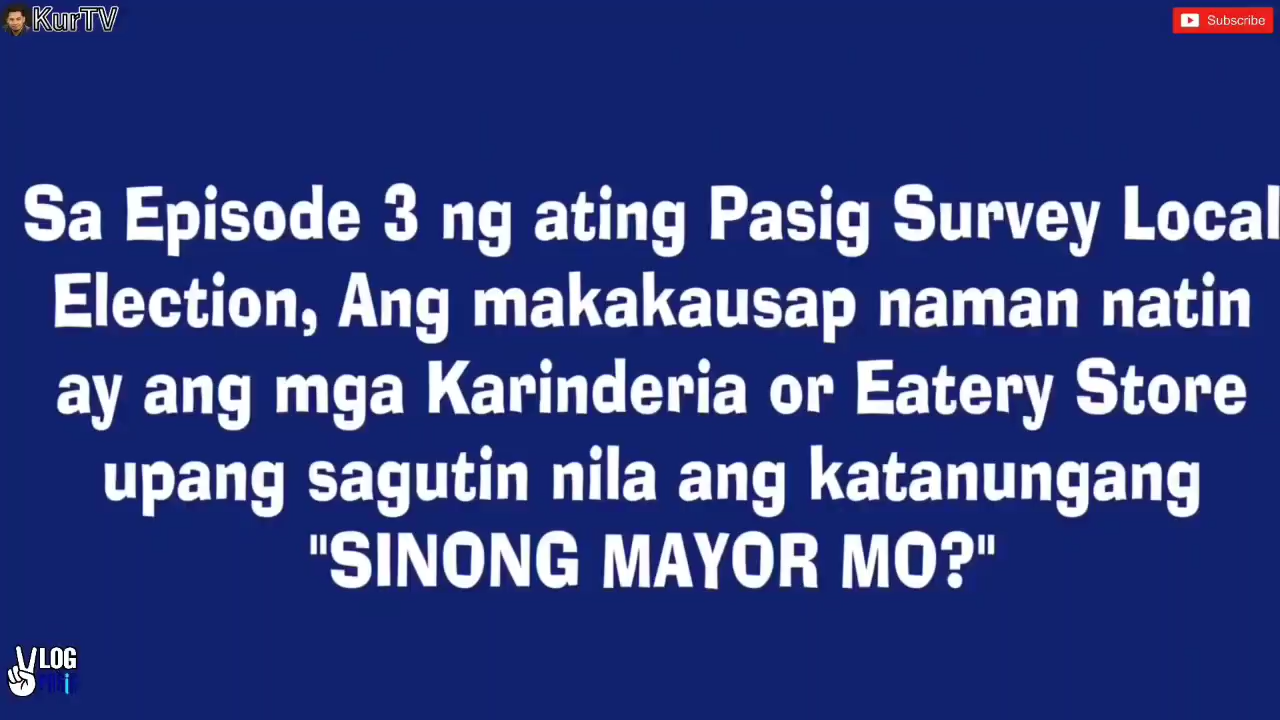 KurTV
Subscribe
Sa Episode 3 ng ating Pasig Survey Local
Election, Ang makakausap naman natin
ay ang mga Karinderia or Eatery Store
upang sagutin nila ang katanungang
"SINONG MAYOR MO?"
VLOG